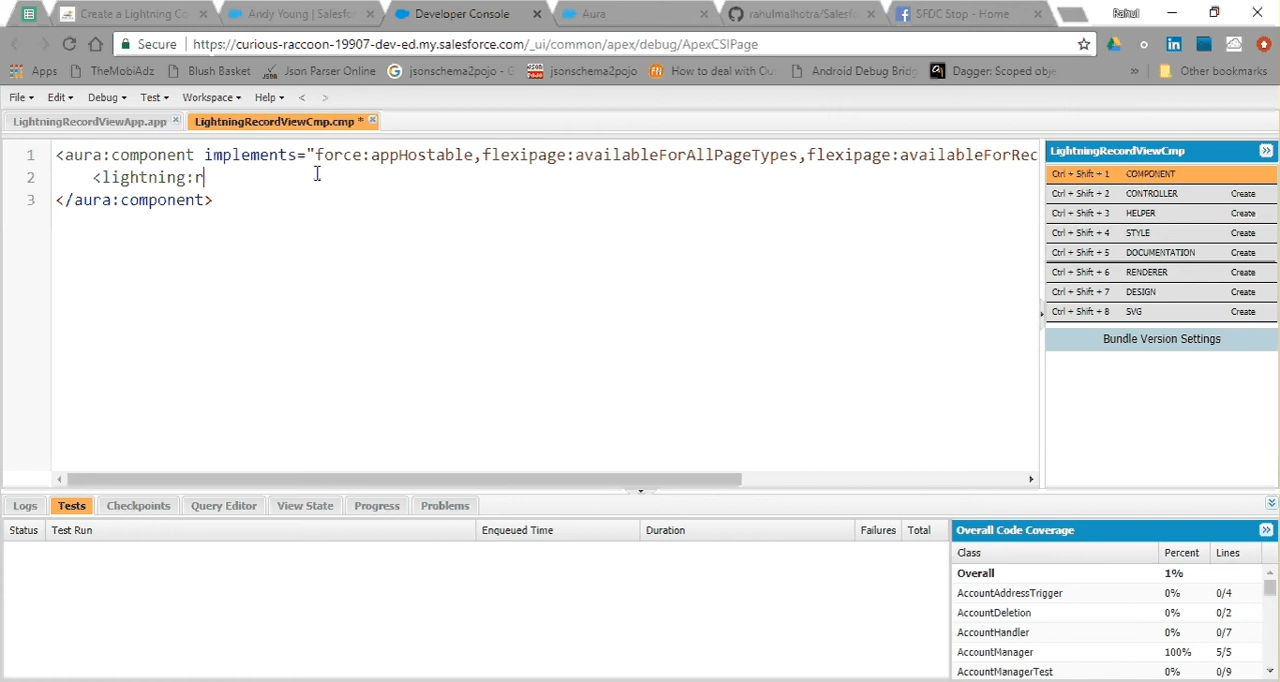 Create a Lightning Co
Andy Young | Salesfo
Developer Console
Aura
rahulmalhotra/Salesf
SFDC Stop - Home
Rahul
Secure
https://curious-raccoon-19907-dev-ed.my.salesforce.com/_ui/common/apex/debug/ApexCSIPage
Apps
TheMobiAdz
Blush Basket
Json Parser Online
jsonschema2pojo - G
jsonschema2pojo
How to deal with Ou
Android Debug Bridg
Dagger: Scoped obje
»
Other bookmarks
File Edit Debug Test Workspace Help < >
LightningRecordViewApp.app
LightningRecordViewCmp.cmp *
1 <aura:component implements="force:appHostable,flexipage:availableForAllPageTypes,flexipage:availableForRec
2 <lightning:r
3 </aura:component>
LightningRecordViewCmp
Ctrl + Shift + 1 COMPONENT
Ctrl + Shift + 2 CONTROLLER Create
Ctrl + Shift + 3 HELPER Create
Ctrl + Shift + 4 STYLE Create
Ctrl + Shift + 5 DOCUMENTATION Create
Ctrl + Shift + 6 RENDERER Create
Ctrl + Shift + 7 DESIGN Create
Ctrl + Shift + 8 SVG Create
Bundle Version Settings
Logs Tests Checkpoints Query Editor View State Progress Problems
Status Test Run Enqueued Time Duration Failures Total
Overall Code Coverage
Class Percent Lines
Overall 1%
AccountAddressTrigger 0% 0/4
AccountDeletion 0% 0/2
AccountHandler 0% 0/7
AccountManager 100% 5/5
AccountManagerTest 0% 0/9